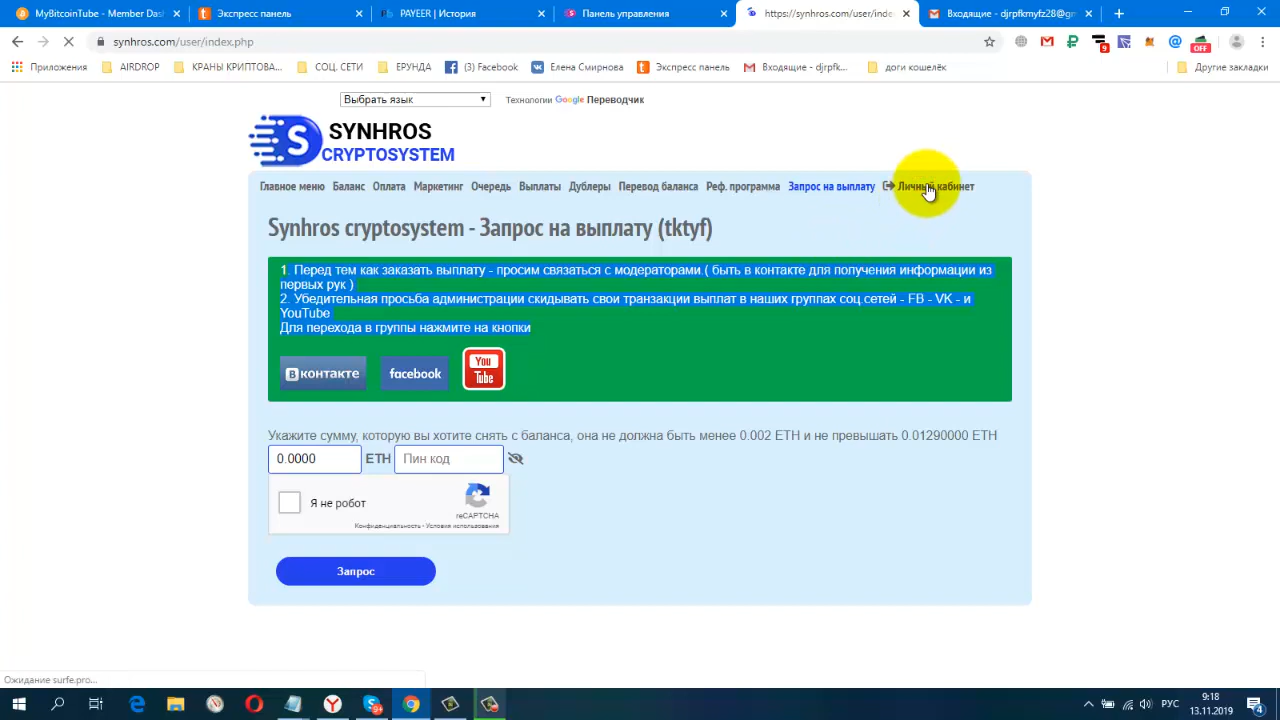 MyBitcoinTube - Member Das
Экспресс панель
PAYEER | История
Панель управления
https://synhros.com/user/inde
Входящие - djrpfkmyfz28@gm
synhros.com/user/index.php
9
OFF
Приложения
AIRDROP
КРАНЫ КРИПТОВА...
СОЦ. СЕТИ
ЕРУНДА
(3) Facebook
Елена Смирнова
Экспресс панель
Входящие - djrpfk...
доги кошелёк
Другие закладки
Выбрать язык
Технологии Google Переводчик
S
SYNHROS
CRYPTOSYSTEM
Главное меню Баланс Оплата Маркетинг Очередь Выплаты Дублеры Перевод баланса Реф. программа Запрос на выплату Личный кабинет
Synhros cryptosystem - Запрос на выплату (tktyf)
1. Перед тем как заказать выплату - просим связаться с модераторами.( быть в контакте для получения информации из
первых рук )
2. Убедительная просьба администрации скидывать свои транзакции выплат в наших группах соц.сетей - FB - VK - и
YouTube
Для перехода в группы нажмите на кнопки
В контакте
facebook
You
Tube
Укажите сумму, которую вы хотите снять с баланса, она не должна быть менее 0.002 ETH и не превышать 0.01290000 ETH
0.0000 ETH Пин код
Я не робот
reCAPTCHA
Конфиденциальность - Условия использования
Запрос
Ожидание surfe.pro...
9+
РУС
9:18
13.11.2019
4